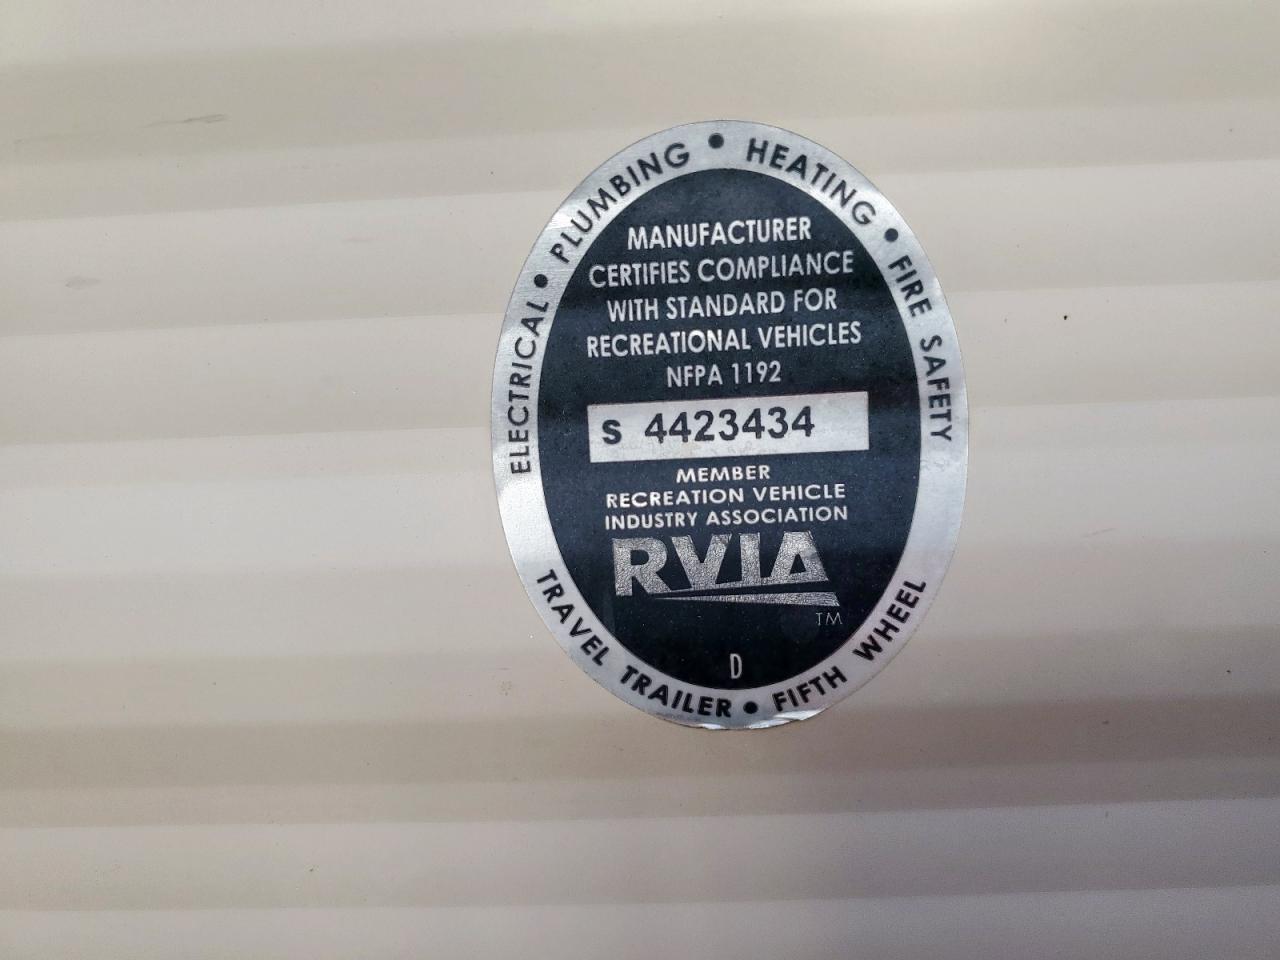 ELECTRICAL • PLUMBING • HEATING • FIRE SAFETY
MANUFACTURER
CERTIFIES COMPLIANCE
WITH STANDARD FOR
RECREATIONAL VEHICLES
NFPA 1192
S 4423434
MEMBER
RECREATION VEHICLE
INDUSTRY ASSOCIATION
RVIA
TM
D
TRAVEL TRAILER • FIFTH WHEEL